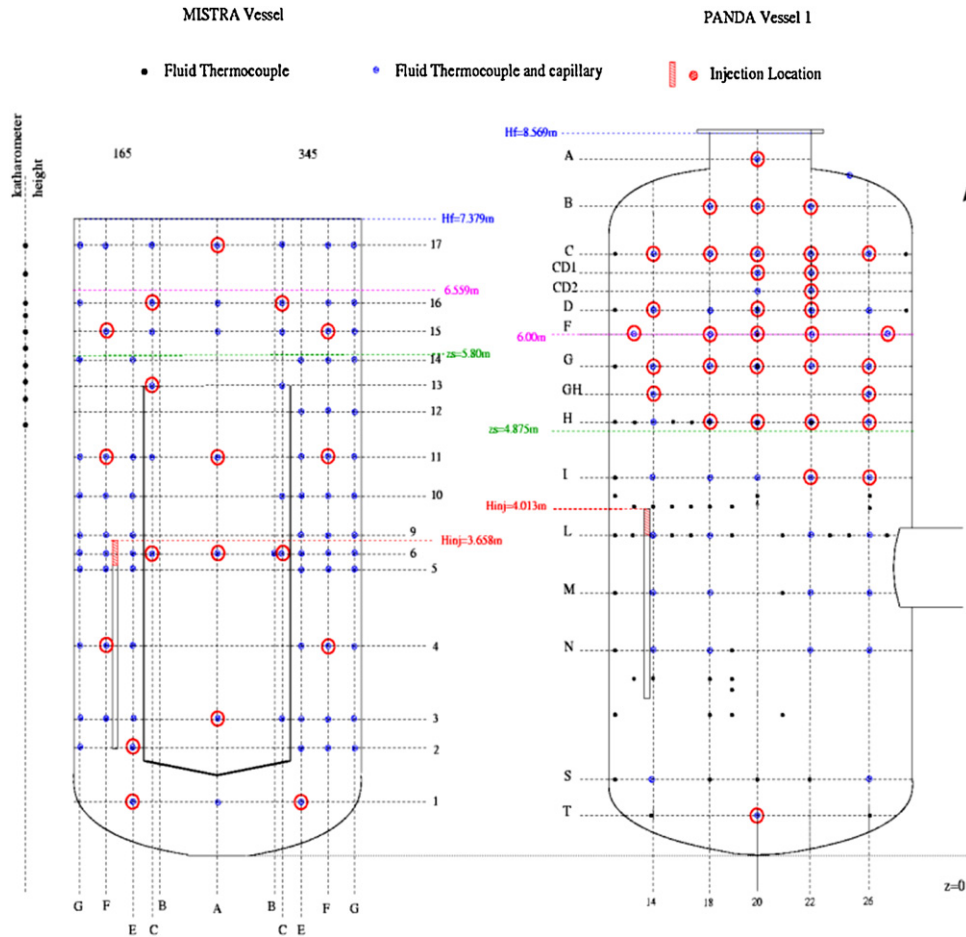 MISTRA Vessel
PANDA Vessel 1
Fluid Thermocouple
Fluid Thermocouple and capillary
Injection Location
katharometer
height
165
345
Hf=7.379m
17
6.559m
16
15
zs=5.80m
14
13
12
11
10
9
Hinj=3.658m
6
5
4
3
2
1
G
F
E
C
B
A
B
C
E
F
G
Hf=8.569m
A
B
C
CD1
CD2
D
F
6.00m
G
GH
H
zs=4.875m
I
Hinj=4.013m
L
M
N
S
T
14
18
20
22
26
z=0